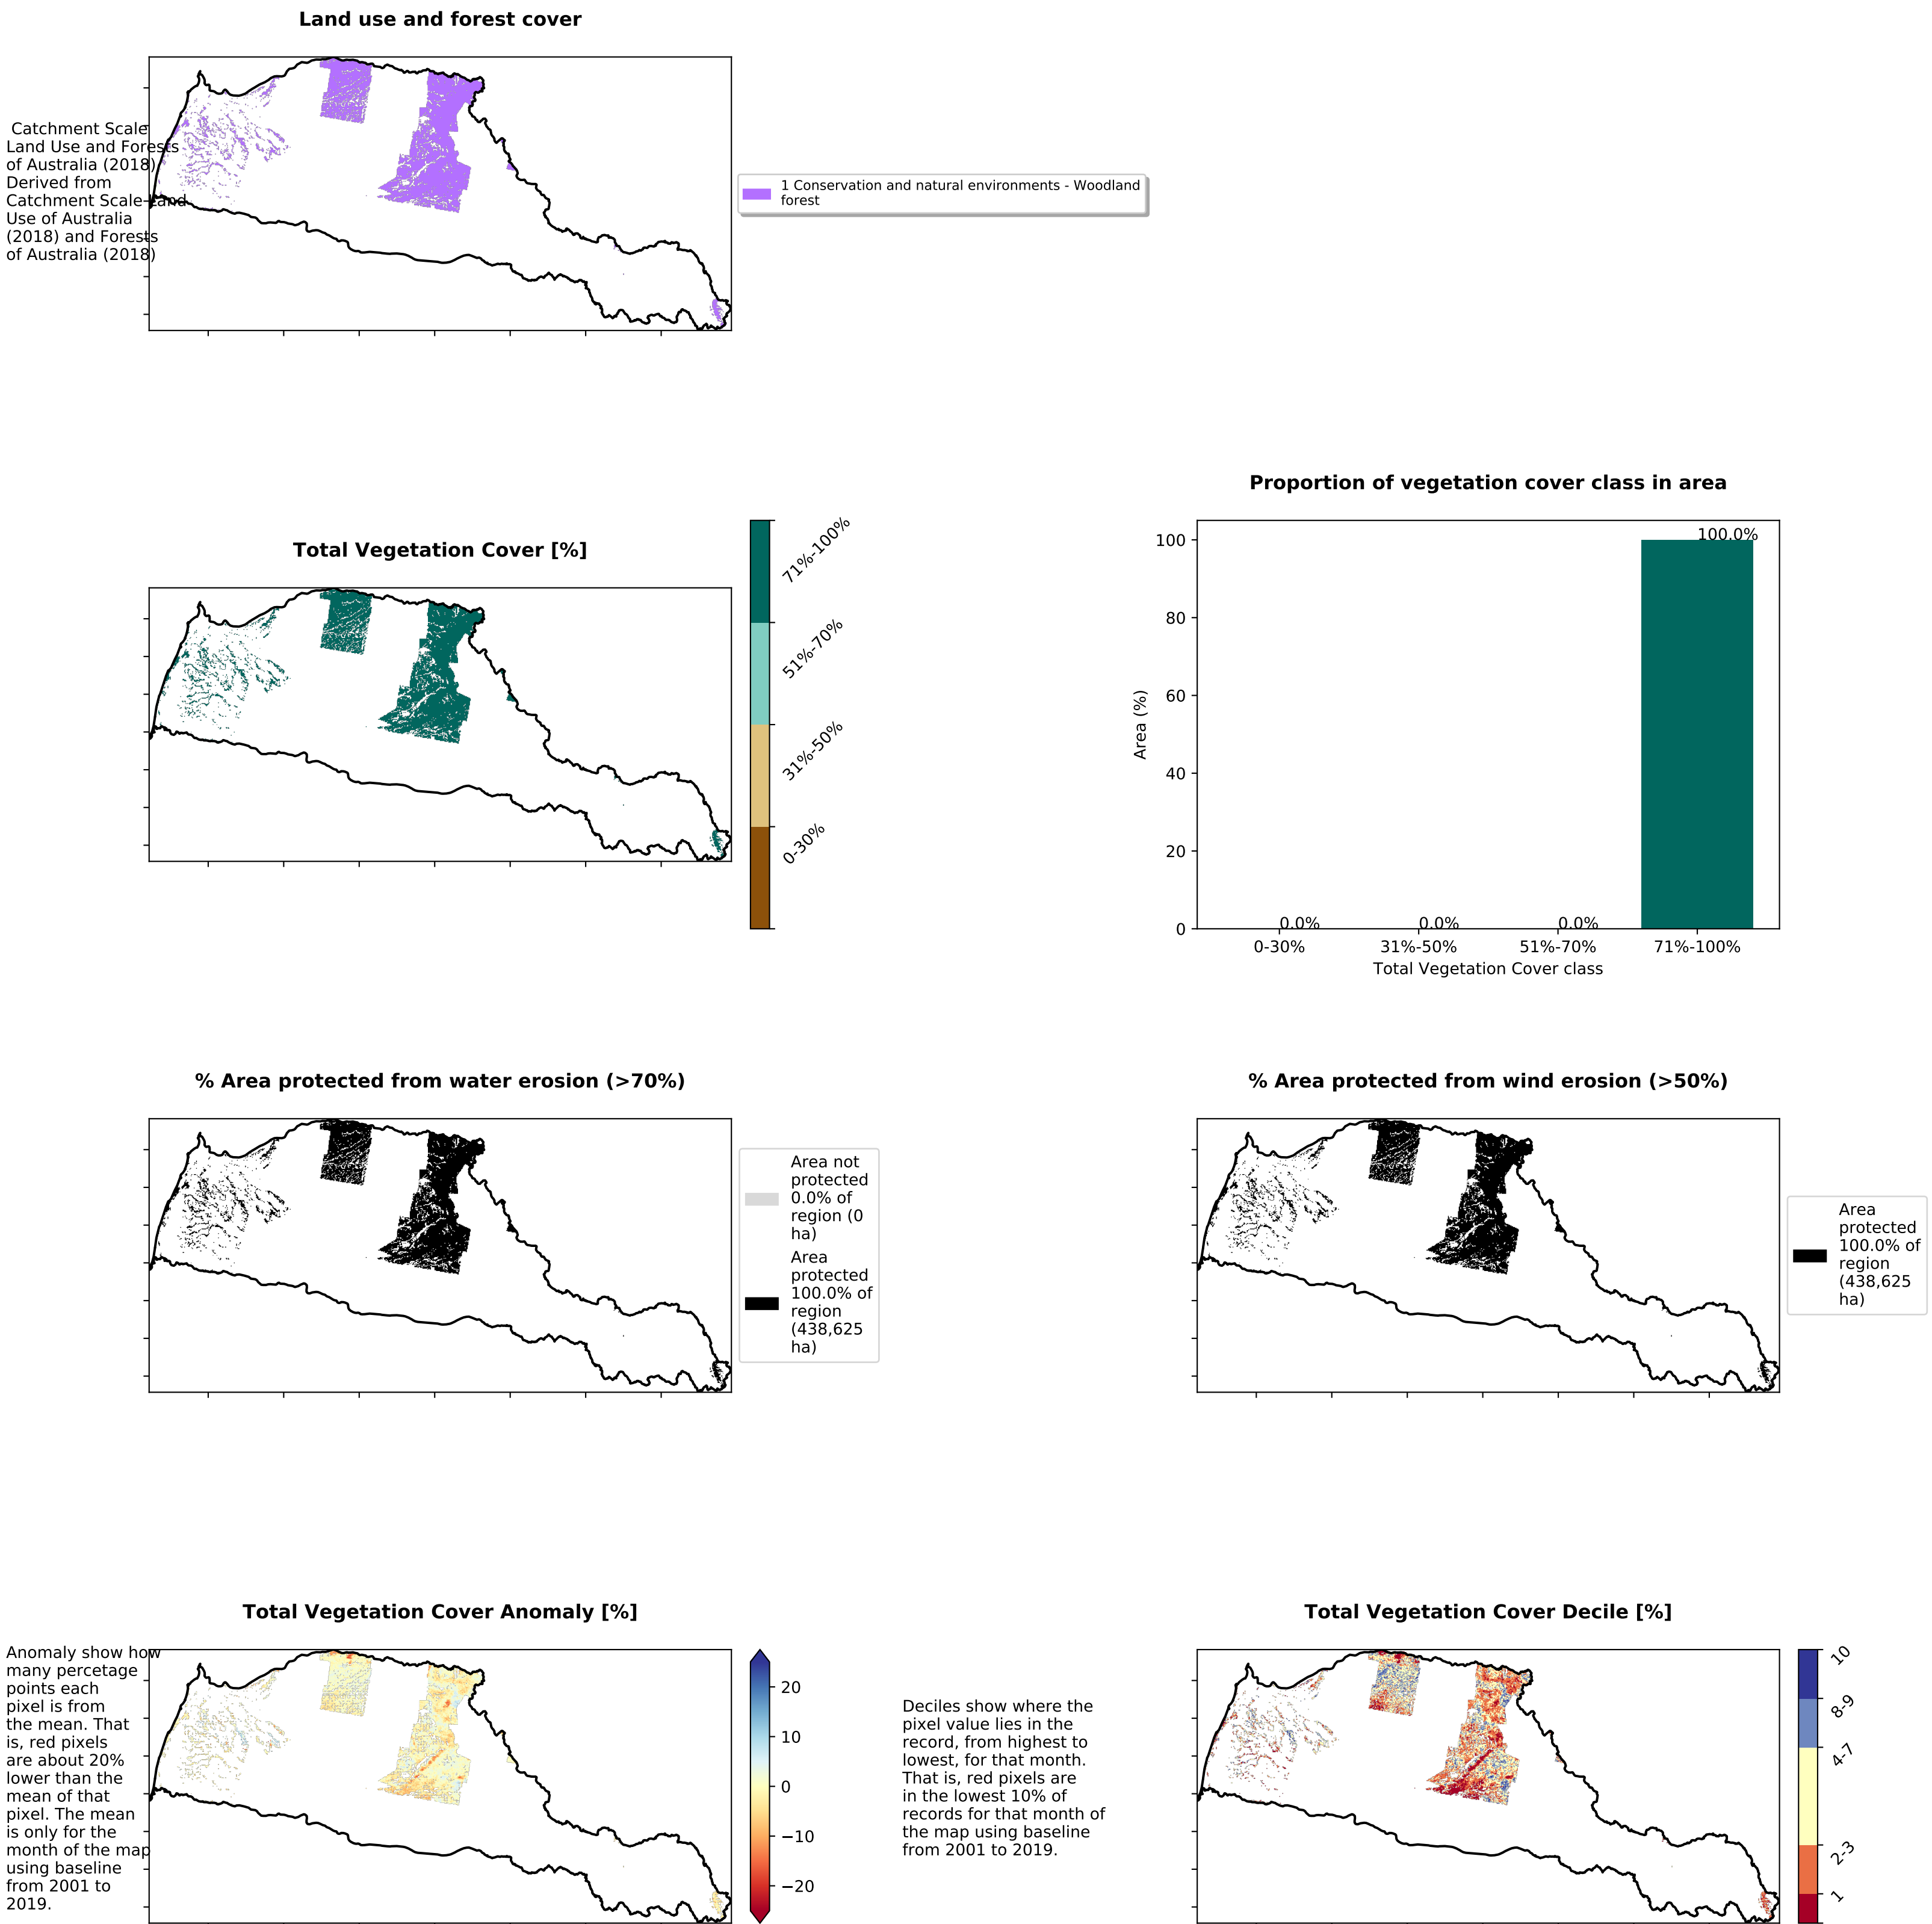 Land use and forest cover
Catchment Scale
Land Use and Forests
of Australia (2018)
Derived from
Catchment Scale Land
Use of Australia
(2018) and Forests
of Australia (2018)
1 Conservation and natural environments - Woodland
forest
Total Vegetation Cover [%]
71%-100%
51%-70%
31%-50%
0-30%
Proportion of vegetation cover class in area
Area (%)
100
80
60
40
20
0
0.0%
0.0%
0.0%
100.0%
0-30%
31%-50%
51%-70%
71%-100%
Total Vegetation Cover class
% Area protected from water erosion (>70%)
Area not
protected
0.0% of
region (0
ha)
Area
protected
100.0% of
region
(438,625
ha)
% Area protected from wind erosion (>50%)
Area
protected
100.0% of
region
(438,625
ha)
Total Vegetation Cover Anomaly [%]
Anomaly show how
many percetage
points each
pixel is from
the mean. That
is, red pixels
are about 20%
lower than the
mean of that
pixel. The mean
is only for the
month of the map
using baseline
from 2001 to
2019.
20
10
0
−10
−20
Total Vegetation Cover Decile [%]
Deciles show where the
pixel value lies in the
record, from highest to
lowest, for that month.
That is, red pixels are
in the lowest 10% of
records for that month of
the map using baseline
from 2001 to 2019.
10
8-9
4-7
2-3
1